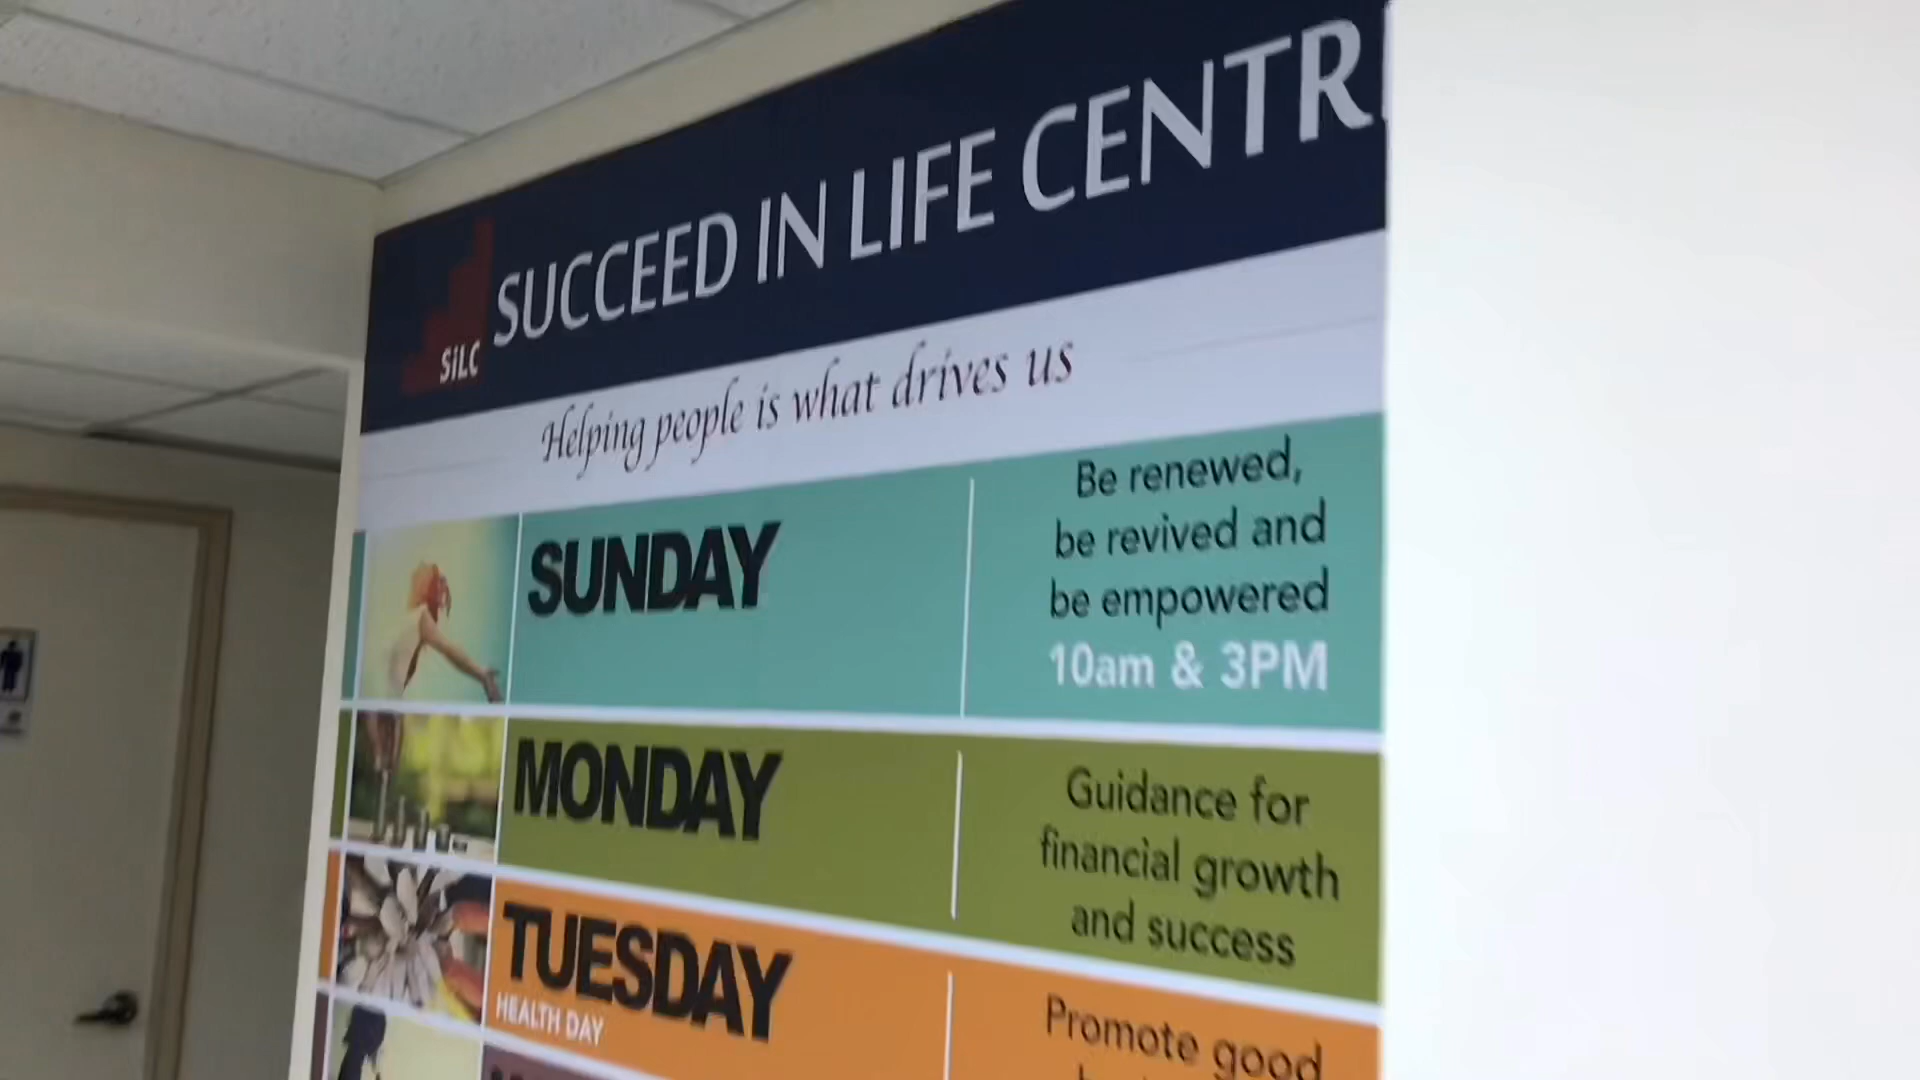 SUCCEED IN LIFE CENTR
SiLC
Helping people is what drives us
SUNDAY
Be renewed,
be revived and
be empowered
10am & 3PM
MONDAY
Guidance for
financial growth
and success
TUESDAY
HEALTH DAY
Promote good